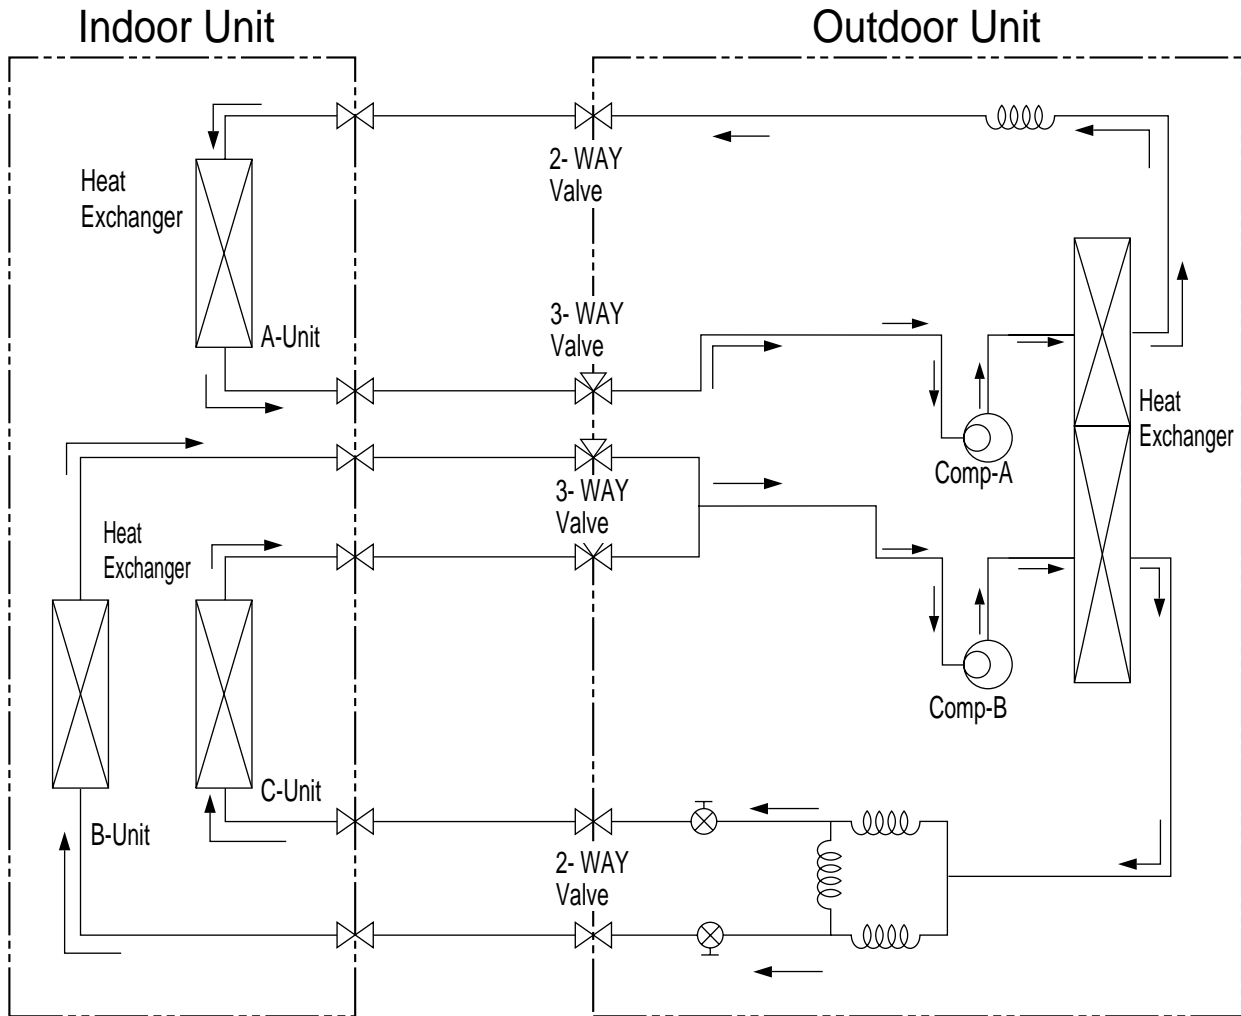 Indoor Unit
Outdoor Unit
2- WAY
Valve
Heat
Exchanger
A-Unit
3- WAY
Valve
Heat
Exchanger
Comp-A
3- WAY
Valve
Heat
Exchanger
Comp-B
C-Unit
B-Unit
2- WAY
Valve